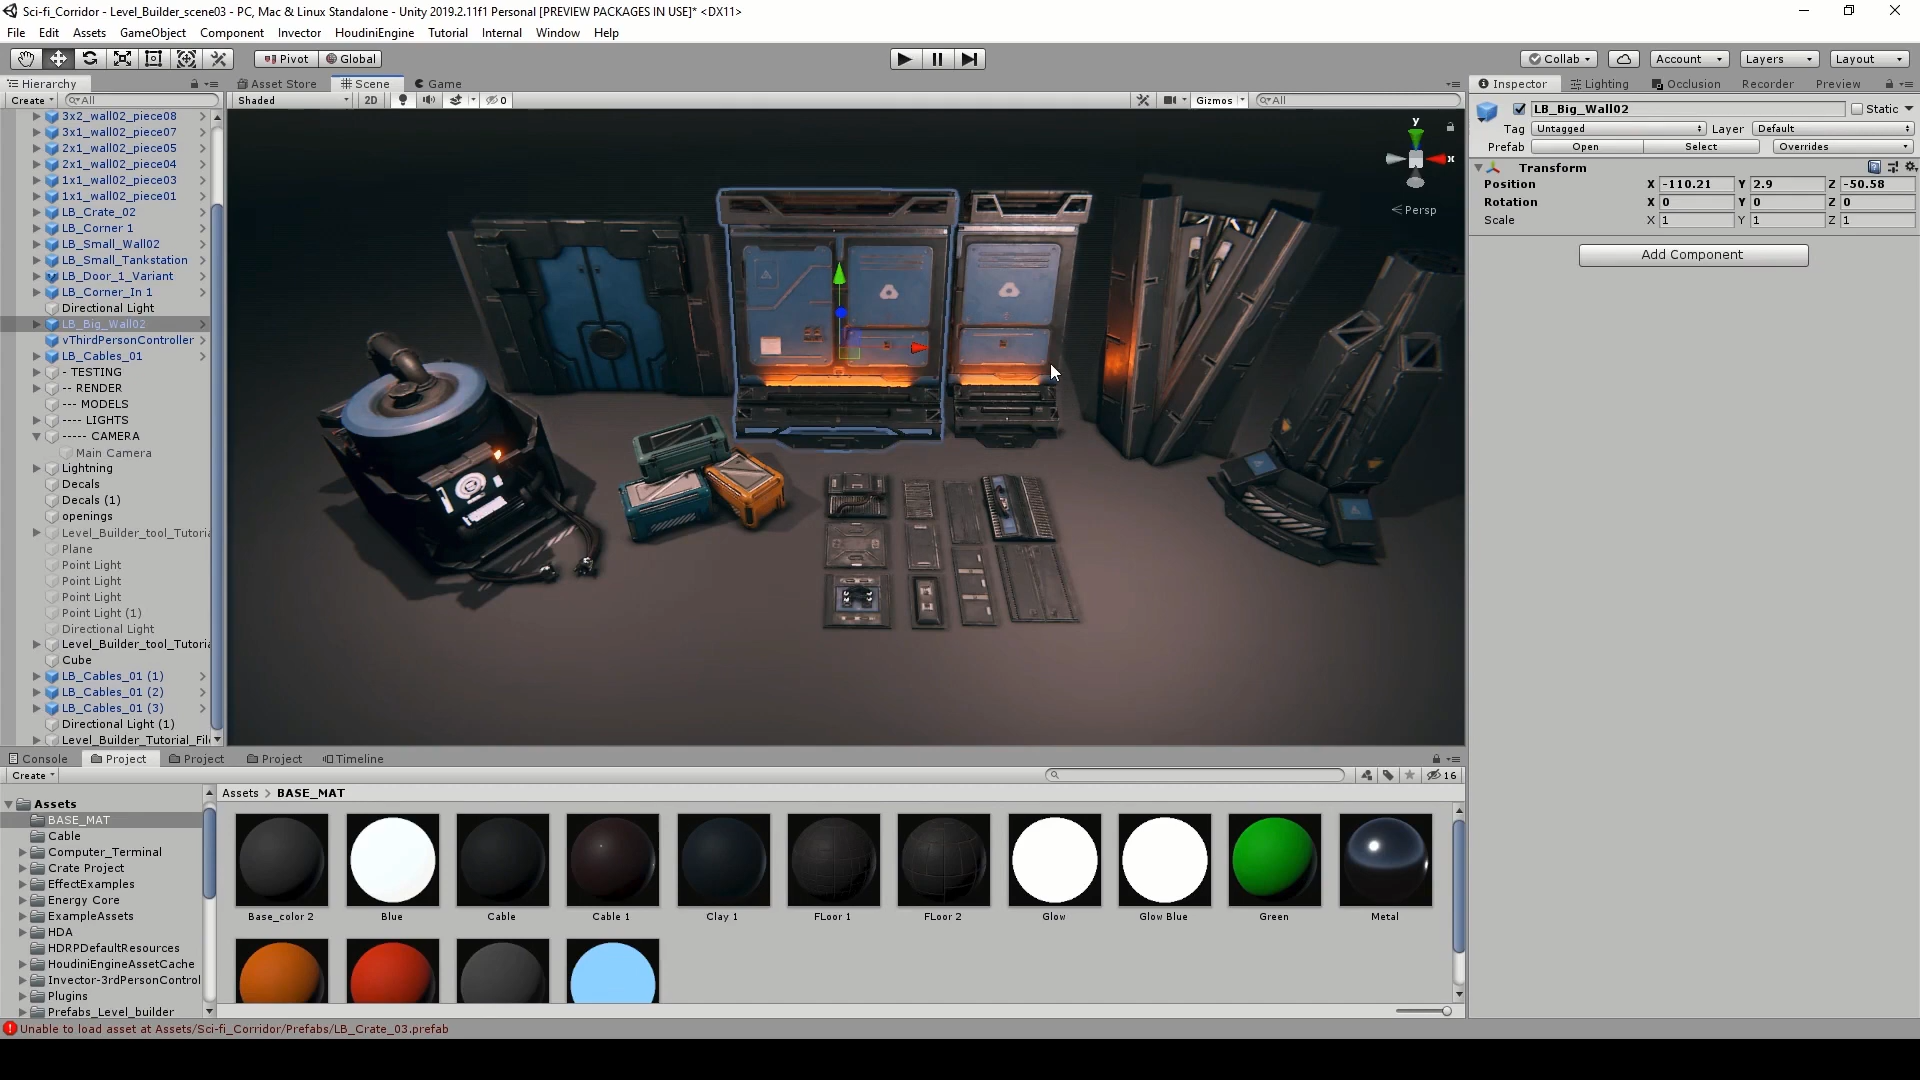 Sci-fi_Corridor - Level_Builder_scene03 - PC, Mac & Linux Standalone - Unity 2019.2.11f1 Personal [PREVIEW PACKAGES IN USE]* <DX11>
File Edit Assets GameObject Component Invector HoudiniEngine Tutorial Internal Window Help
Pivot Global Collab Account Layers Layout
Hierarchy Asset Store Scene Game Inspector Lighting Occlusion Recorder Preview
Create All Shaded 2D 0 Gizmos All
3x2_wall02_piece08
3x1_wall02_piece07
2x1_wall02_piece05
2x1_wall02_piece04
1x1_wall02_piece03
1x1_wall02_piece01
LB_Crate_02
LB_Corner 1
LB_Small_Wall02
LB_Small_Tankstation
LB_Door_1_Variant
LB_Corner_In 1
Directional Light
LB_Big_Wall02
vThirdPersonController
LB_Cables_01
- TESTING
-- RENDER
--- MODELS
---- LIGHTS
----- CAMERA
Main Camera
Lightning
Decals
Decals (1)
openings
Level_Builder_tool_Tutoria
Plane
Point Light
Point Light
Point Light
Point Light (1)
Directional Light
Level_Builder_tool_Tutoria
Cube
LB_Cables_01 (1)
LB_Cables_01 (2)
LB_Cables_01 (3)
Directional Light (1)
Level_Builder_Tutorial_Fil
y
x
< Persp
LB_Big_Wall02 Static
Tag Untagged Layer Default
Prefab Open Select Overrides
Transform
Position X -110.21 Y 2.9 Z -50.58
Rotation X 0 Y 0 Z 0
Scale X 1 Y 1 Z 1
Add Component
Console Project Project Project Timeline
Create 16
Assets
BASE_MAT
Cable
Computer_Terminal
Crate Project
EffectExamples
Energy Core
ExampleAssets
HDA
HDRPDefaultResources
HoudiniEngineAssetCache
Invector-3rdPersonControl
Plugins
Prefabs_Level_builder
Assets > BASE_MAT
Base_color 2 Blue Cable Cable 1 Clay 1 FLoor 1 FLoor 2 Glow Glow Blue Green Metal
Unable to load asset at Assets/Sci-fi_Corridor/Prefabs/LB_Crate_03.prefab